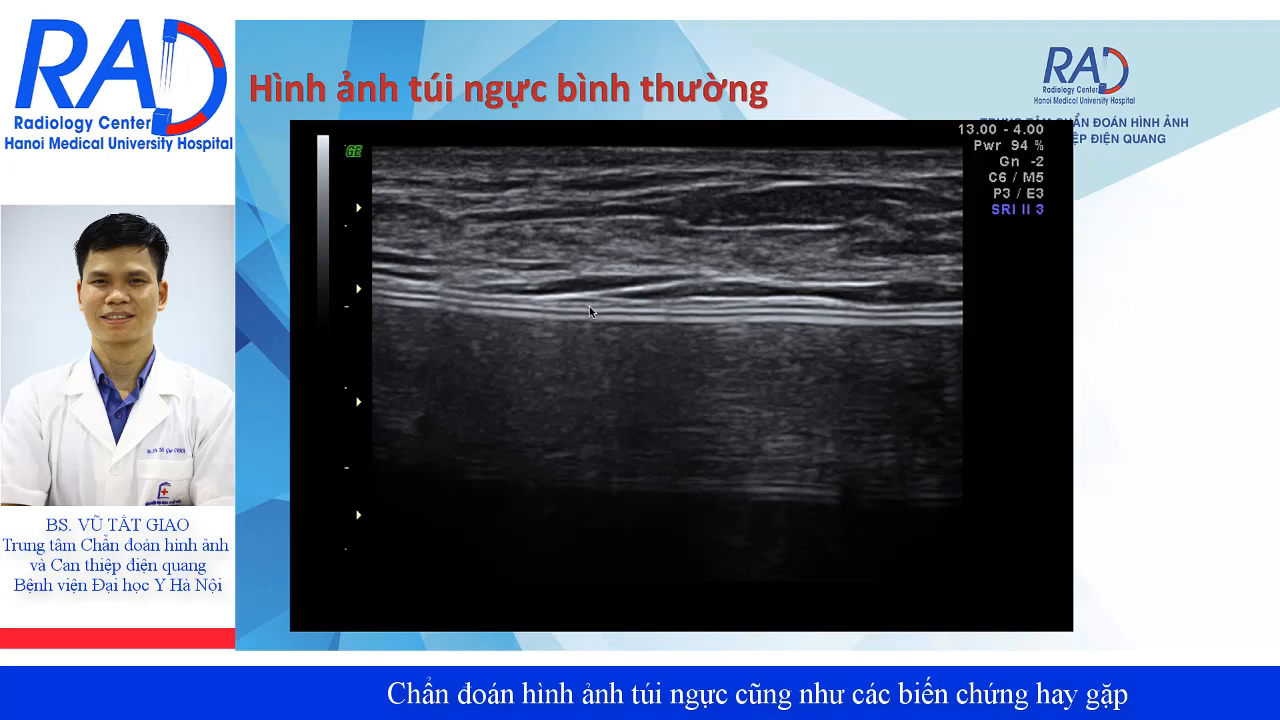 RAD
Radiology Center
Hanoi Medical University Hospital
Hình ảnh túi ngực bình thường
RAD
Radiology Center
Hanoi Medical University Hospital
ẨN ĐOÁN HÌNH ẢNH
ỆP ĐIỆN QUANG
GE
13.00 - 4.00
Pwr 94 %
Gn -2
C6 / M5
P3 / E3
SRI II 3
BS. VŨ TẤT GIAO
Trung tâm Chẩn đoán hình ảnh
và Can thiệp điện quang
Bệnh viện Đại học Y Hà Nội
Chẩn đoán hình ảnh túi ngực cũng như các biến chứng hay gặp